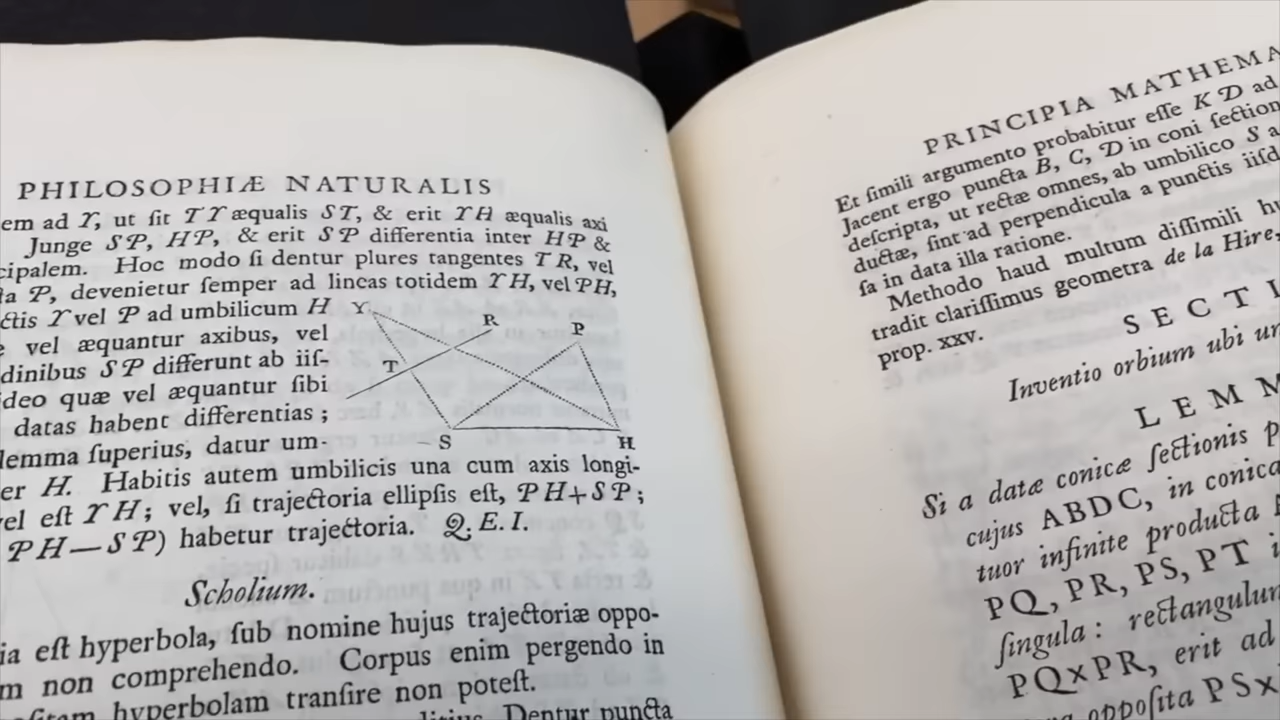 PHILOSOPHIÆ NATURALIS
em ad Y, ut ſit TY æqualis ST, & erit YH æqualis axi
Junge SP, HP, & erit SP differentia inter HP &
cipalem. Hoc modo ſi dentur plures tangentes TR, vel
ta P, devenietur ſemper ad lineas totidem YH, vel PH,
ctis Y vel P ad umbilicum H
e vel æquantur axibus, vel
dinibus SP differunt ab iiſ-
ideo quæ vel æquantur ſibi
datas habent differentias;
lemma ſuperius, datur um-
er H. Habitis autem umbilicis una cum axis longi-
vel eſt YH; vel, ſi trajectoria ellipſis eſt, PH+SP;
PH—SP) habetur trajectoria. Q. E. I.
Y
R
P
T
S
H
Scholium.
ia eſt hyperbola, ſub nomine hujus trajectoriæ oppo-
m non comprehendo. Corpus enim pergendo in
ſitam hyperbolam tranſire non poteſt.
Dentur puncta
PRINCIPIA MATHEMA
Et ſimili argumento probabitur eſſe KD ad
Jacent ergo puncta B, C, D in coni ſection
deſcripta, ut rectæ omnes, ab umbilico S a
ductæ, ſint ad perpendicula a punctis iiſd
ſa in data illa ratione.
Methodo haud multum diſſimili hu
tradit clariſſimus geometra de la Hire,
prop. xxv.
SECTI
Inventio orbium ubi u
LEMM
Si a datæ conicæ ſectionis p
cujus ABDC, in conica
tuor infinite producta
PQ, PR, PS, PT i
ſingula: rectangulum
PQ×PR, erit ad
oppoſita PS×